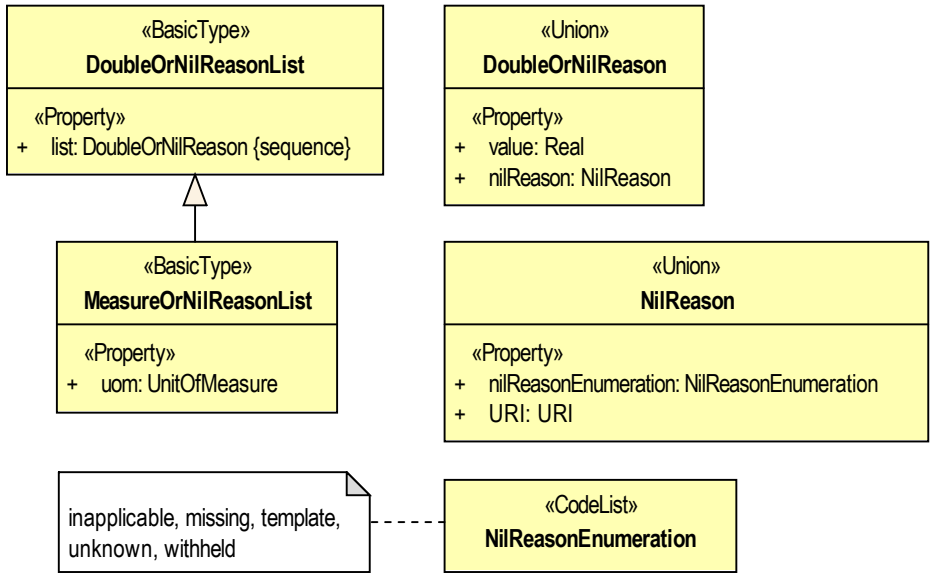 «BasicType»
DoubleOrNilReasonList
«Property»
+ list: DoubleOrNilReason {sequence}
«Union»
DoubleOrNilReason
«Property»
+ value: Real
+ nilReason: NilReason
«BasicType»
MeasureOrNilReasonList
«Property»
+ uom: UnitOfMeasure
«Union»
NilReason
«Property»
+ nilReasonEnumeration: NilReasonEnumeration
+ URI: URI
inapplicable, missing, template,
unknown, withheld
«CodeList»
NilReasonEnumeration